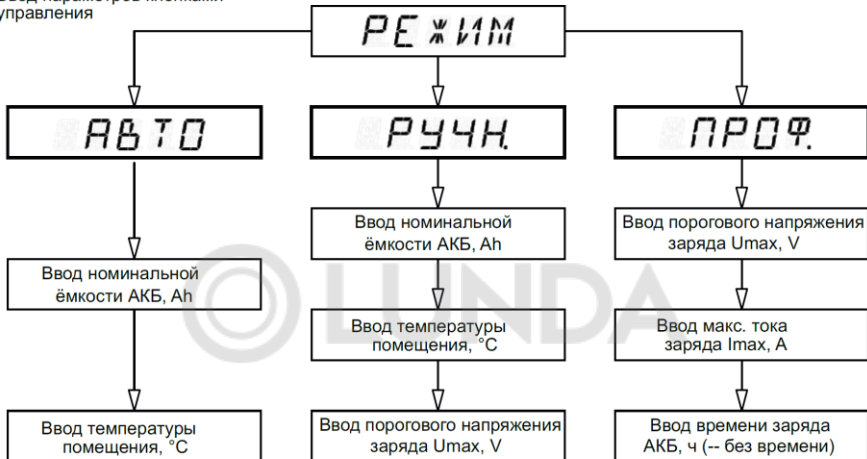 управления
РЕЖИМ
АВТО
РУЧН.
ПРОФ.
Ввод номинальной
ёмкости АКБ, Ah
Ввод порогового напряжения
заряда Umax, V
Ввод номинальной
ёмкости АКБ, Ah
LUNDA
Ввод температуры
помещения, °C
Ввод макс. тока
заряда Imax, A
Ввод температуры
помещения, °C
Ввод порогового напряжения
заряда Umax, V
Ввод времени заряда
АКБ, ч (-- без времени)